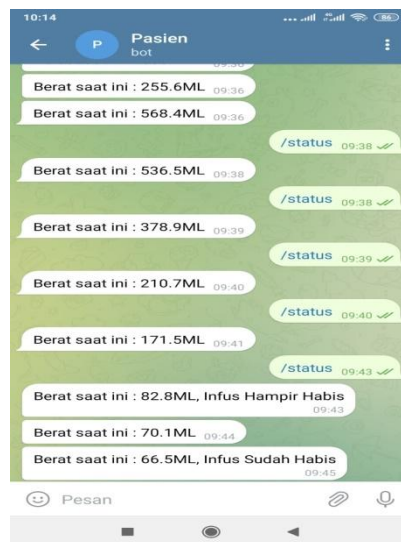 10:14
86
P
Pasien
bot
09:36
Berat saat ini : 255.6ML 09:36
Berat saat ini : 568.4ML 09:36
/status 09:38
Berat saat ini : 536.5ML 09:38
/status 09:38
Berat saat ini : 378.9ML 09:39
/status 09:39
Berat saat ini : 210.7ML 09:40
/status 09:40
Berat saat ini : 171.5ML 09:41
/status 09:43
Berat saat ini : 82.8ML, Infus Hampir Habis
09:43
Berat saat ini : 70.1ML 09:44
Berat saat ini : 66.5ML, Infus Sudah Habis
09:45
Pesan